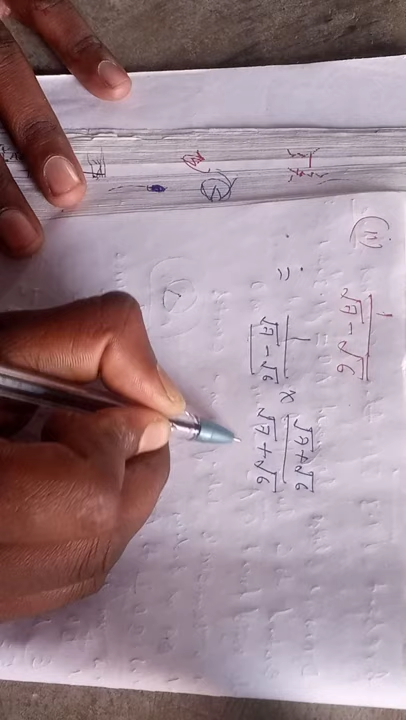 (ii) 1/(√7 - √6)
= 1/(√7 - √6) × (√7 + √6)/(√7 + √6)